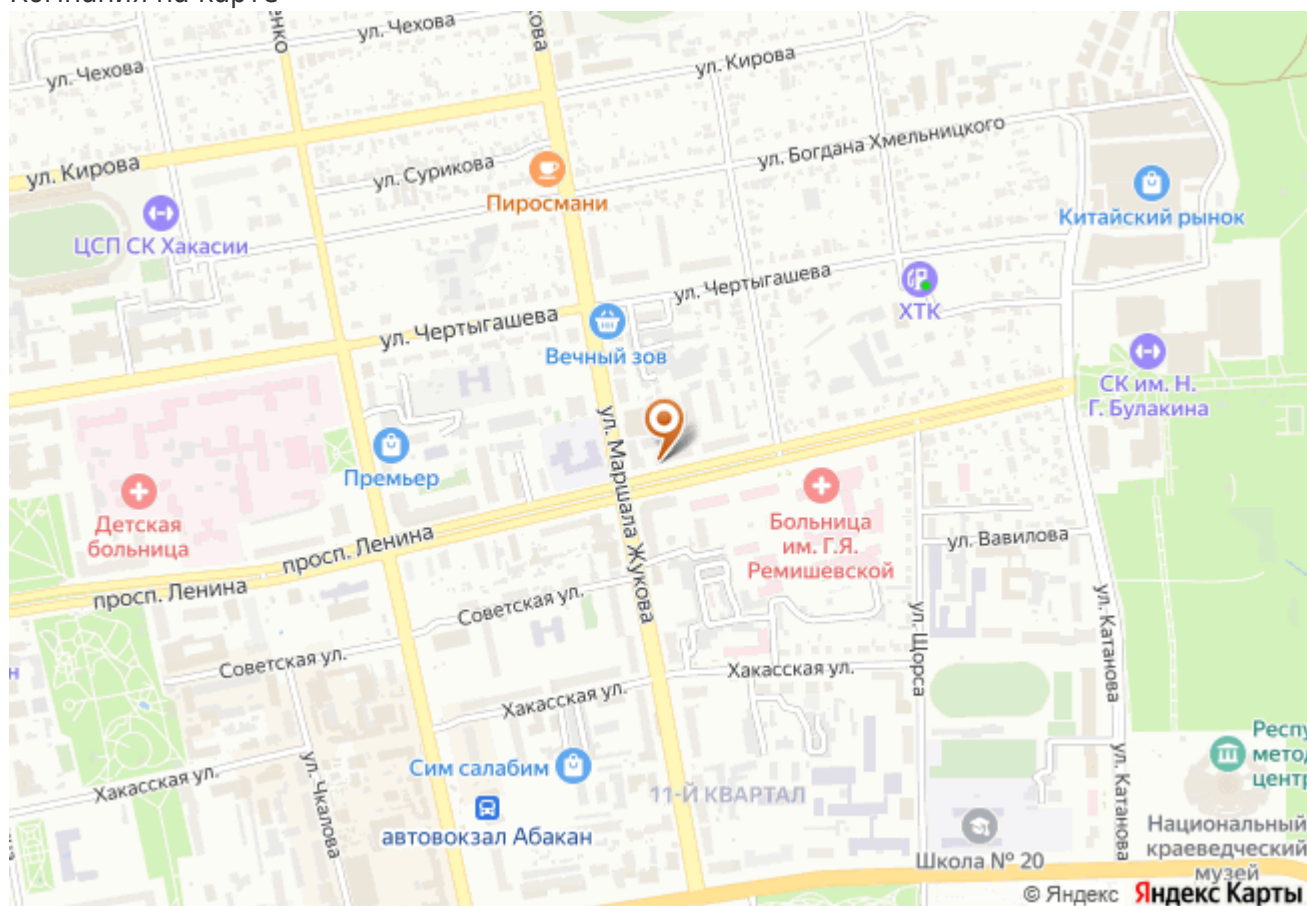 Компания на карте
ул. Чехова
ул. Чехова
ул. Кирова
ул. Богдана Хмельницкого
ул. Кирова
ул. Сурикова
Пиросмани
Китайский рынок
ЦСП СК Хакасии
ул. Чертыгашева
ХТК
ул. Чертыгашева
Вечный зов
СК им. Н.
Г. Булакина
ул. Маршала Жукова
Премьер
Детская
больница
Больница
им. Г.Я.
Ремишевской
просп. Ленина
просп. Ленина
ул. Вавилова
Советская ул.
Советская ул.
ул. Щорса
ул. Катанова
Хакасская ул.
Хакасская ул.
Хакасская ул.
ул. Чкалова
Сим салабим
11-Й КВАРТАЛ
автовокзал Абакан
ул. Катанова
Школа № 20
Национальный
краеведческий
музей
© Яндекс Яндекс Карты